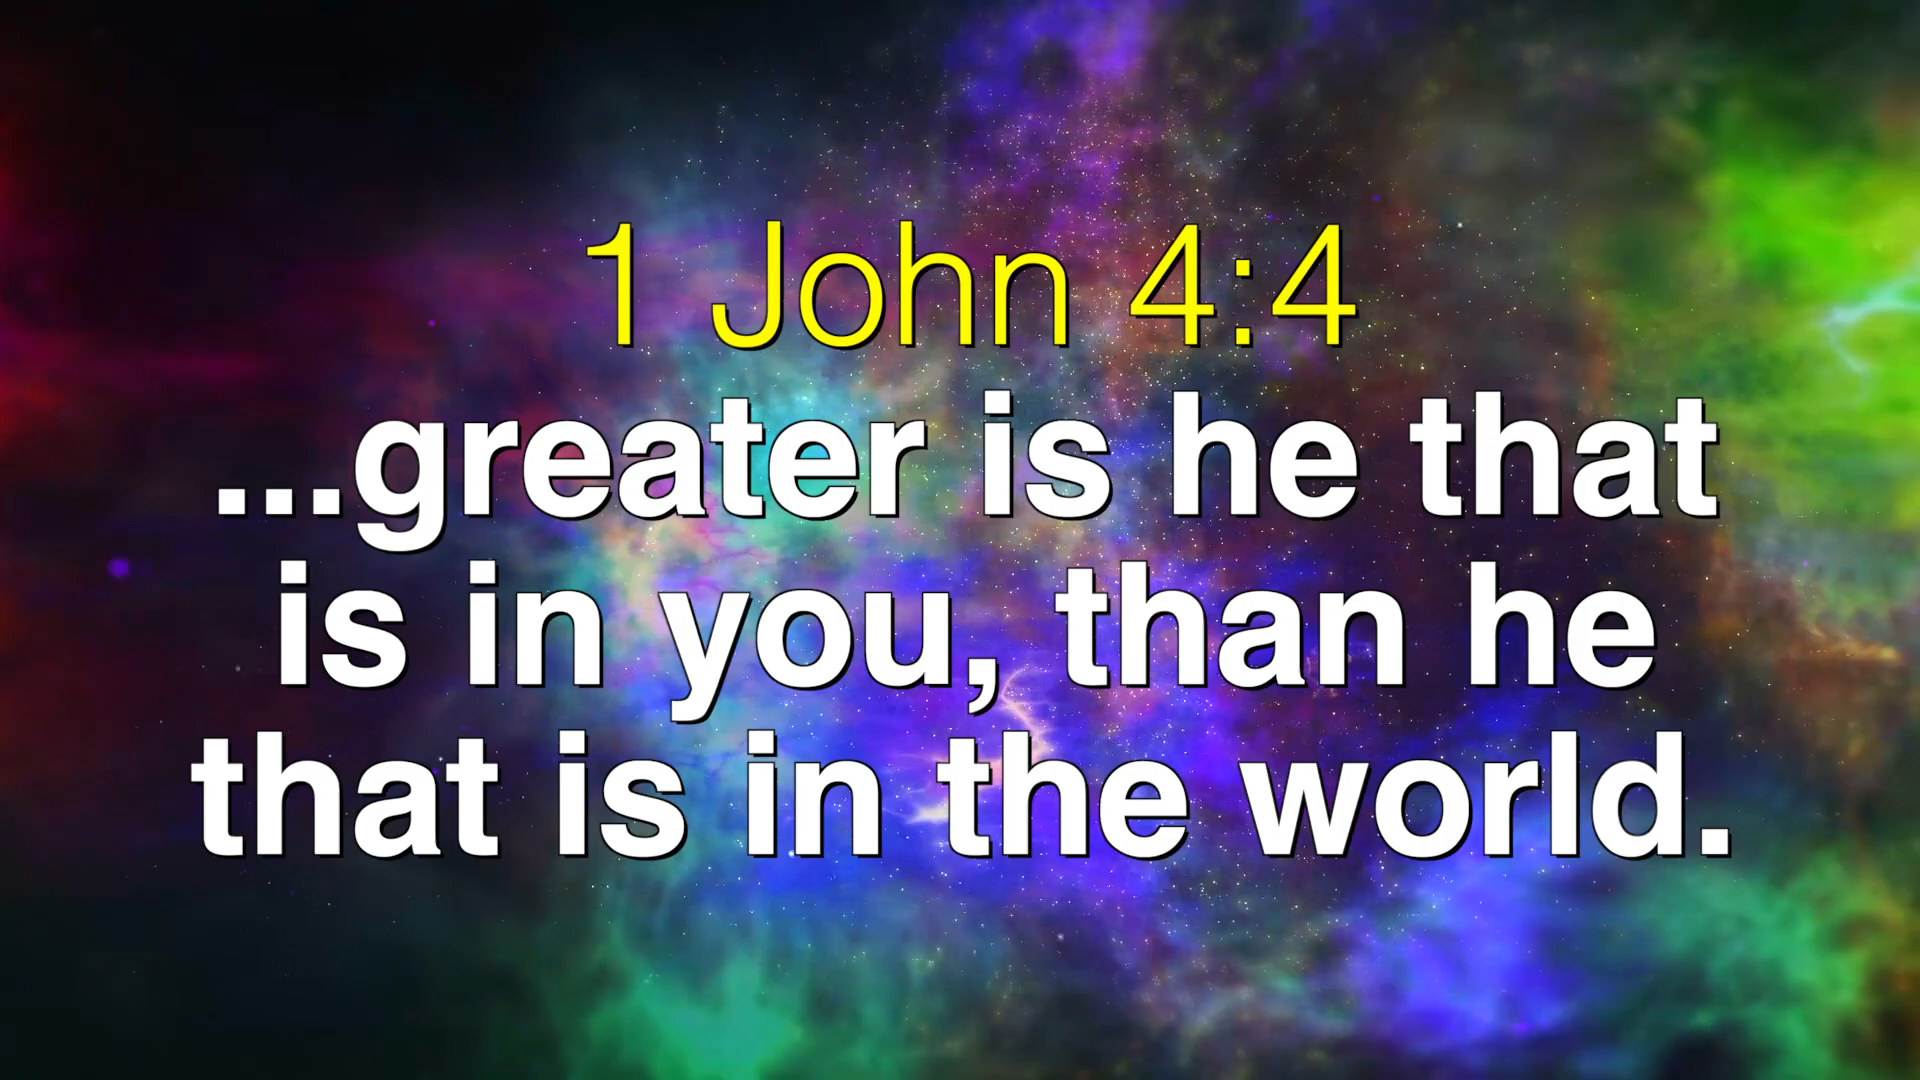 1 John 4:4
...greater is he that
is in you, than he
that is in the world.